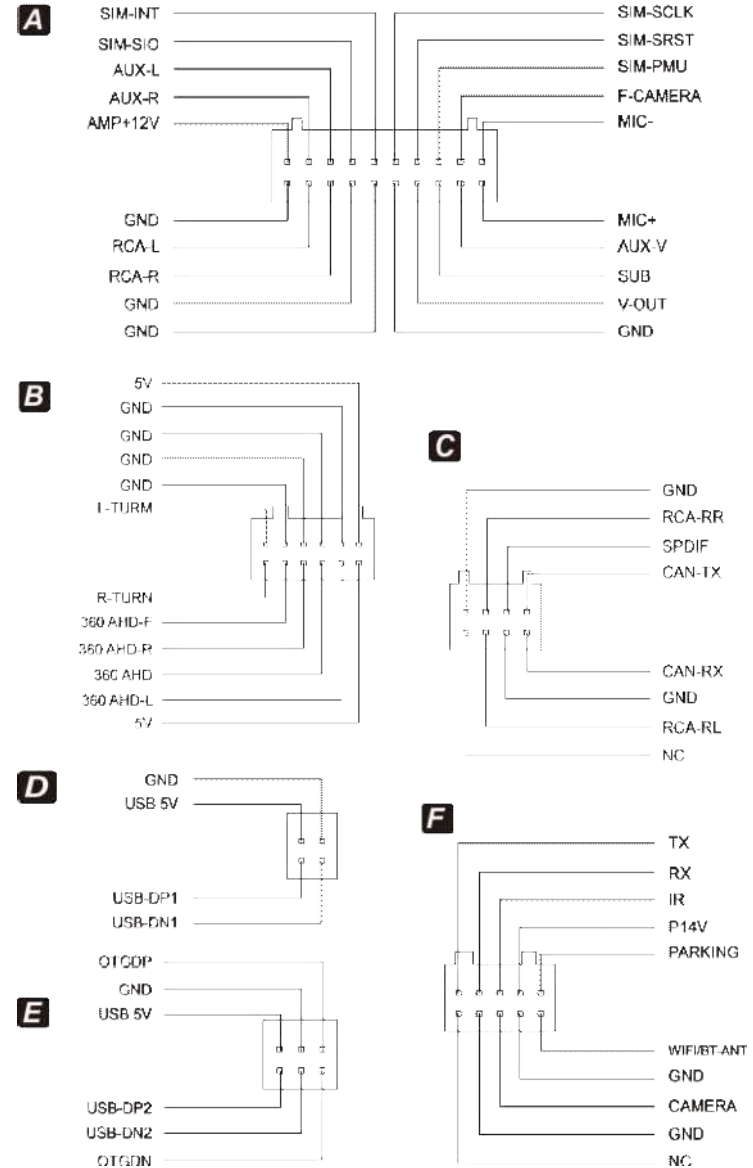 A
SIM-INT
SIM-SIO
AUX-L
AUX-R
AMP+12V
SIM-SCLK
SIM-SRST
SIM-PMU
F-CAMERA
MIC-
GND
RCA-L
RCA-R
GND
GND
MIC+
AUX-V
SUB
V-OUT
GND
B
5V
GND
GND
GND
GND
L-TURM
R-TURN
360 AHD-F
360 AHD-R
360 AHD
360 AHD-L
5V
C
GND
RCA-RR
SPDIF
CAN-TX
CAN-RX
GND
RCA-RL
NC
D
GND
USB 5V
USB-DP1
USB-DN1
E
OTGDP
GND
USB 5V
USB-DP2
USB-DN2
OTGDN
F
TX
RX
IR
P14V
PARKING
WIFI/BT-ANT
GND
CAMERA
GND
NC